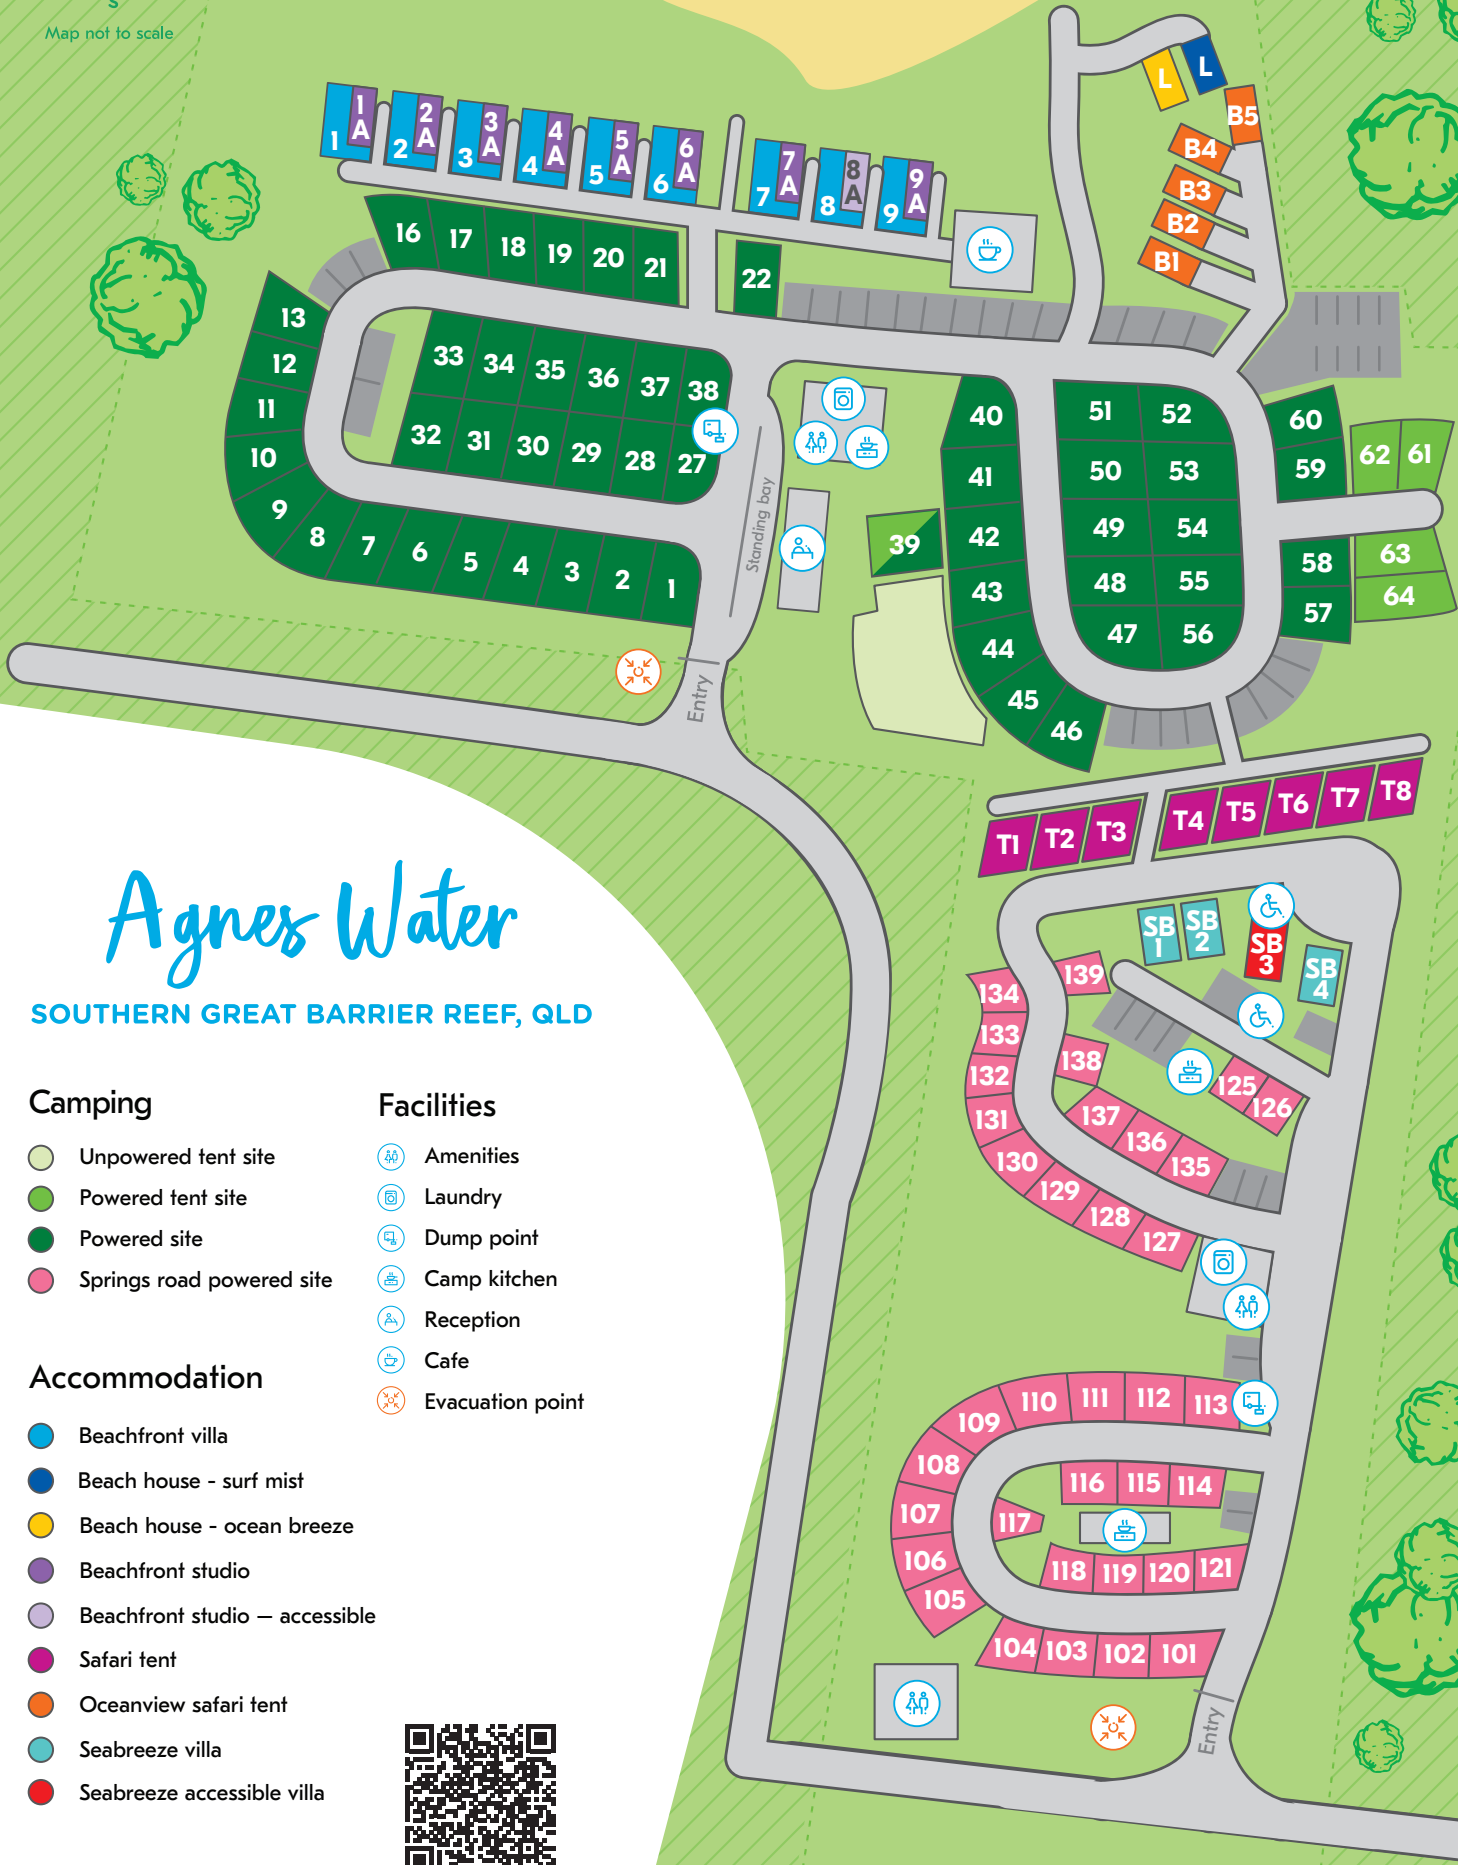 Map not to scale
L
L
B5
B4
B3
B2
B1
1
1
A
2
2
A
3
3
A
4
4
A
5
5
A
6
6
A
7
7
A
8
8
A
9
9
A
16
17
18
19
20
21
22
13
12
11
10
9
8
7
6
5
4
3
2
1
33
34
35
36
37
38
32
31
30
29
28
27
Standing bay
Entry
39
40
41
42
43
44
45
46
51
52
50
53
49
54
48
55
47
56
60
59
62
61
58
57
63
64
T1
T2
T3
T4
T5
T6
T7
T8
SB
1
SB
2
SB
3
SB
4
139
134
133
132
131
130
129
128
127
138
137
136
135
125
126
113
112
111
110
109
108
107
106
105
104
103
102
101
116
115
114
117
118
119
120
121
Entry
Agnes Water
SOUTHERN GREAT BARRIER REEF, QLD
Camping
Unpowered tent site
Powered tent site
Powered site
Springs road powered site
Facilities
Amenities
Laundry
Dump point
Camp kitchen
Reception
Cafe
Evacuation point
Accommodation
Beachfront villa
Beach house - surf mist
Beach house - ocean breeze
Beachfront studio
Beachfront studio – accessible
Safari tent
Oceanview safari tent
Seabreeze villa
Seabreeze accessible villa